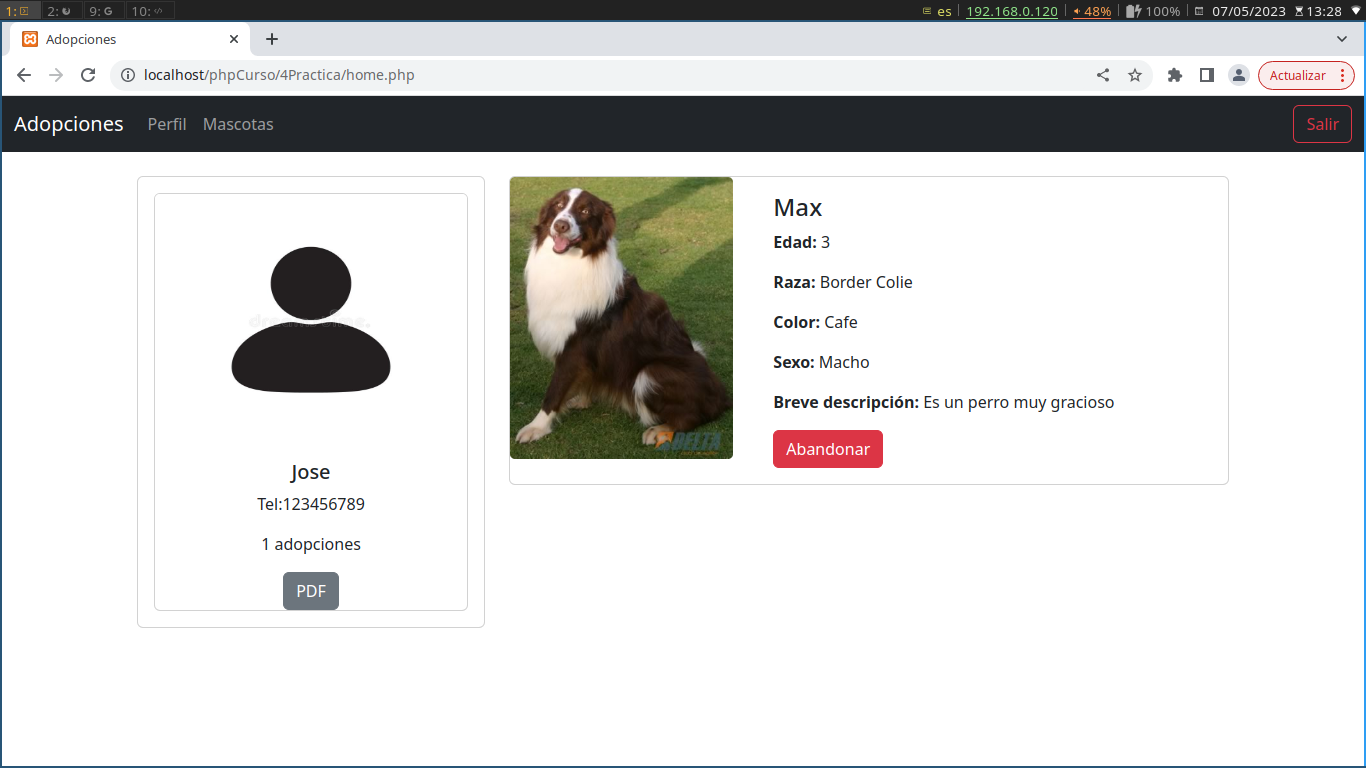 1: 2: 9: G 10: es 192.168.0.120 48% 100% 07/05/2023 13:28
Adopciones
localhost/phpCurso/4Practica/home.php Actualizar
Adopciones Perfil Mascotas Salir
dreamstime.
Jose
Tel:123456789
1 adopciones
PDF
DELTA
Max
Edad: 3
Raza: Border Colie
Color: Cafe
Sexo: Macho
Breve descripción: Es un perro muy gracioso
Abandonar